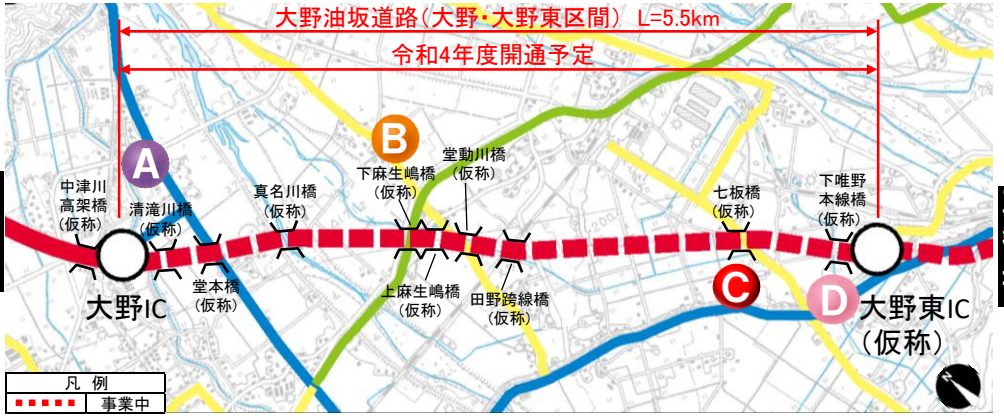 大野油坂道路(大野・大野東区間) L=5.5km
令和4年度開通予定
A
B
C
D
中津川
高架橋
(仮称)
清滝川橋
(仮称)
堂本橋
(仮称)
真名川橋
(仮称)
下麻生嶋橋
(仮称)
上麻生嶋橋
(仮称)
堂動川橋
(仮称)
田野跨線橋
(仮称)
七板橋
(仮称)
下唯野
本線橋
(仮称)
大野IC
大野東IC
(仮称)
凡 例
事業中
N